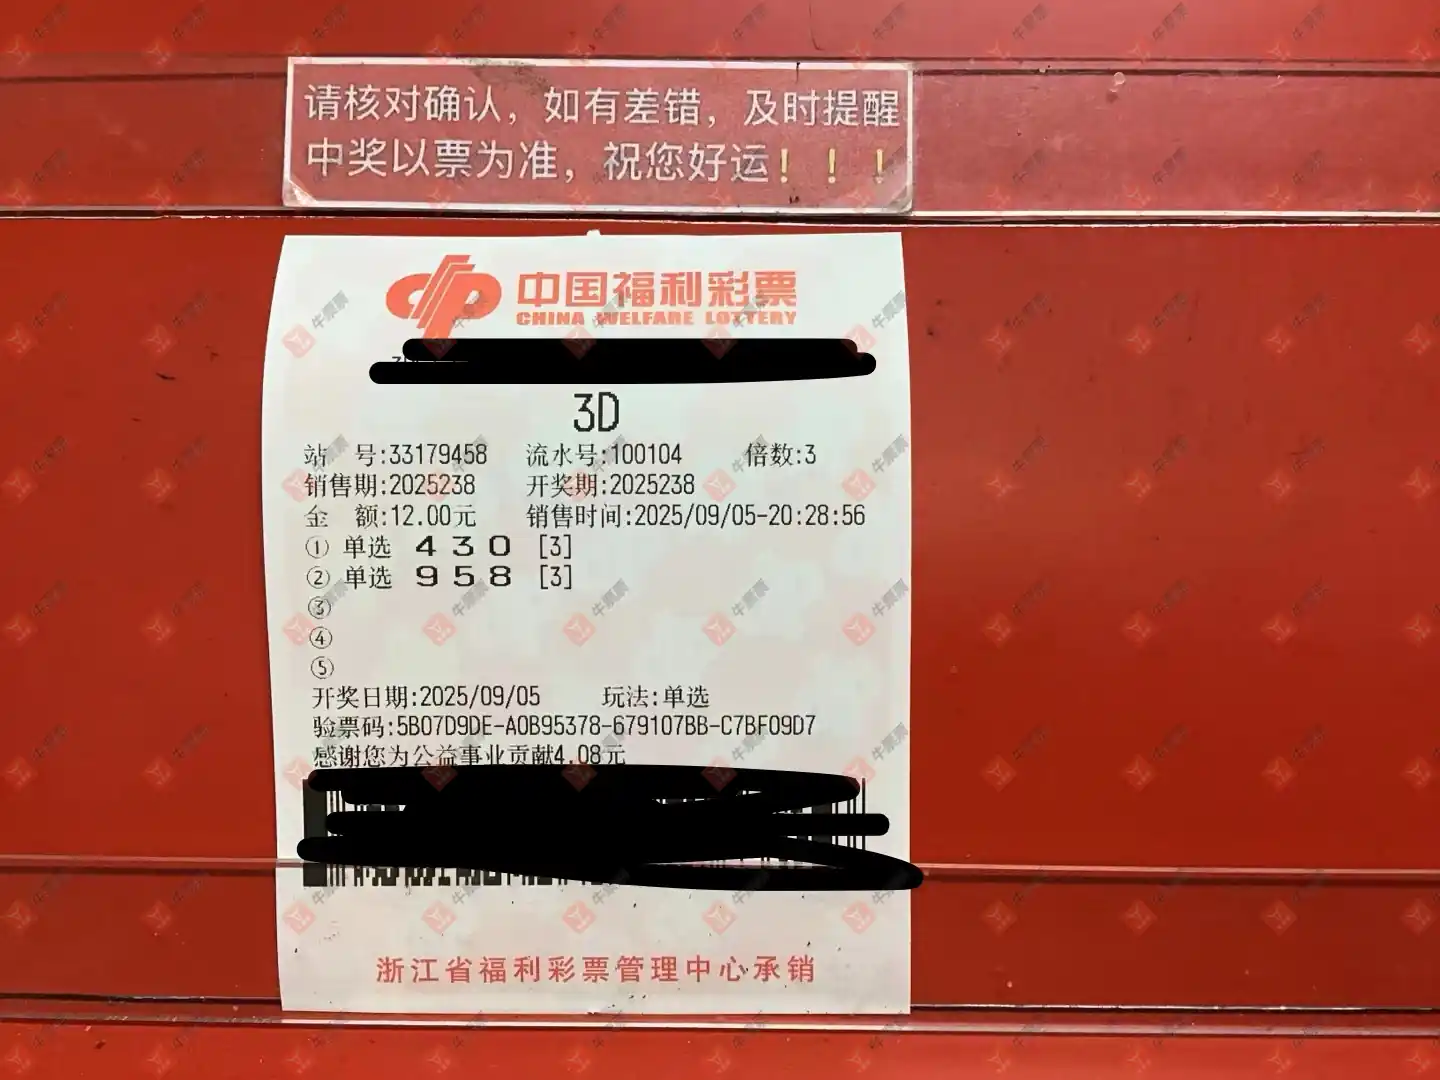 请核对确认，如有差错，及时提醒
中奖以票为准，祝您好运！！！
中国福利彩票
CHINA WELFARE LOTTERY
3D
站 号:33179458 流水号:100104 倍数:3
销售期:2025238 开奖期:2025238
金 额:12.00元 销售时间:2025/09/05-20:28:56
① 单选 4 3 0 [3]
② 单选 9 5 8 [3]
③
④
⑤
开奖日期:2025/09/05 玩法:单选
验票码:5B07D9DE-A0B95378-679107BB-C7BF09D7
感谢您为公益事业贡献4.08元
浙江省福利彩票管理中心承销
牛票票